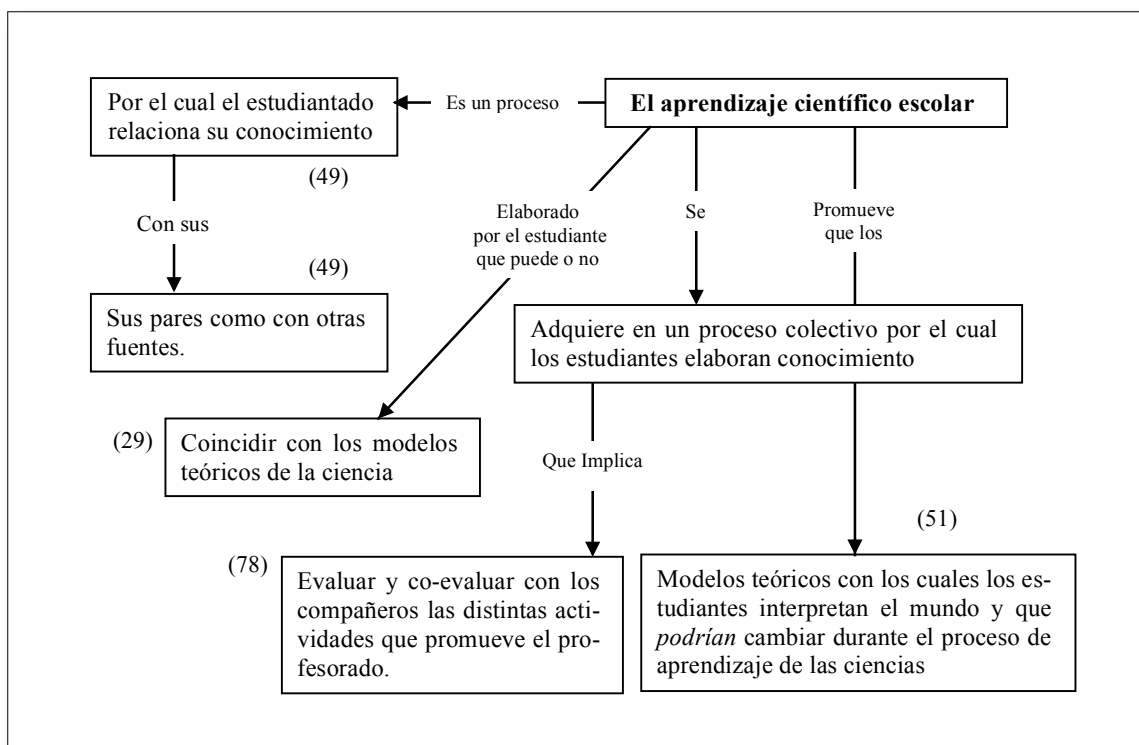 Por el cual el estudiantado
relaciona su conocimiento
Es un proceso
El aprendizaje científico escolar
(49)
Con sus
Elaborado
por el estudiante
que puede o no
Se
Promueve
que los
(49)
Sus pares como con otras
fuentes.
Adquiere en un proceso colectivo por el cual
los estudiantes elaboran conocimiento
(29)
Coincidir con los modelos
teóricos de la ciencia
Que Implica
(51)
(78)
Evaluar y co-evaluar con los
compañeros las distintas acti-
vidades que promueve el pro-
fesorado.
Modelos teóricos con los cuales los es-
tudiantes interpretan el mundo y que
podrían cambiar durante el proceso de
aprendizaje de las ciencias